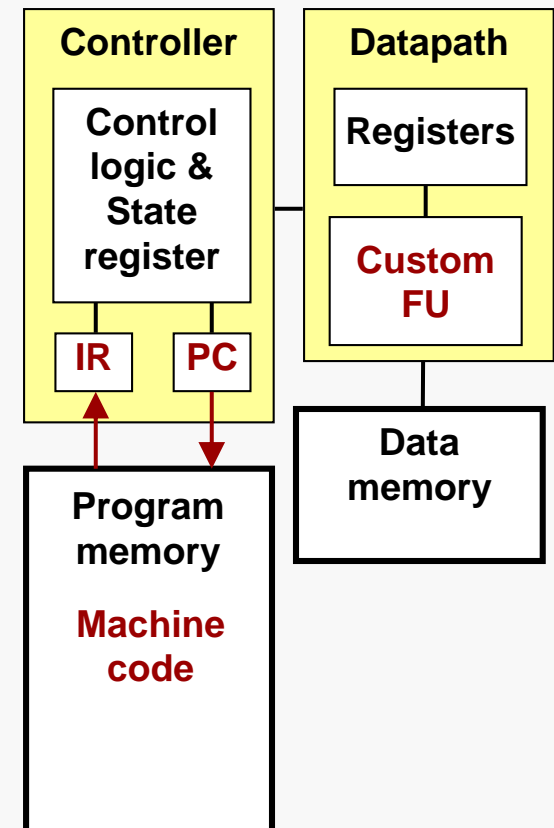 Controller
Control
logic &
State
register
IR
PC
Datapath
Registers
Custom
FU
Program
memory
Machine
code
Data
memory